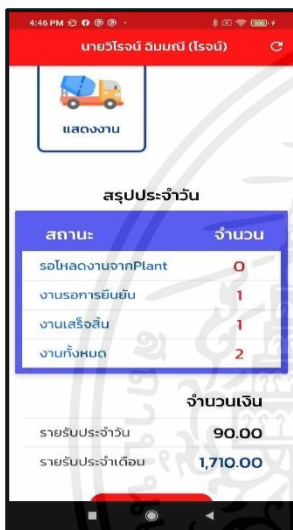 4:46 PM
นายวิโรจน์ ฉิมมณี (โรจน์)
แสดงงาน
สรุปประจำวัน
สถานะ จำนวน
รอโหลดงานจากPlant 0
งานรอการยืนยัน 1
งานเสร็จสิ้น 1
งานทั้งหมด 2
จำนวนเงิน
รายรับประจำวัน 90.00
รายรับประจำเดือน 1,710.00